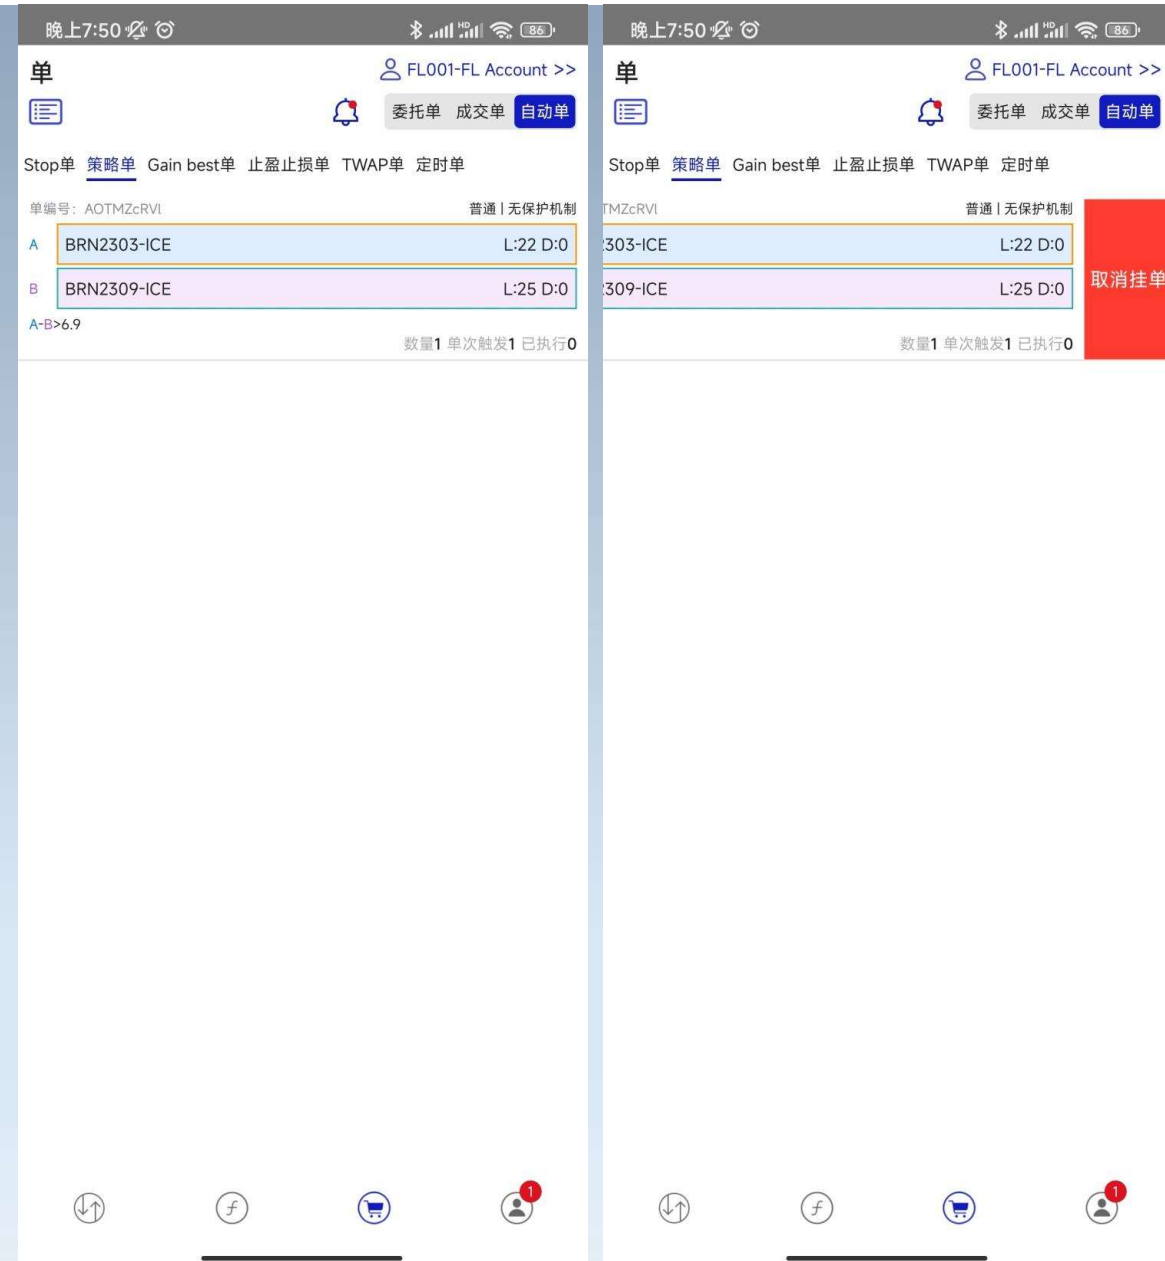 晚上7:50 HD 86
单 FL001-FL Account >>
委托单 成交单 自动单
Stop单 策略单 Gain best单 止盈止损单 TWAP单 定时单
单编号：AOTMZcRVl 普通 | 无保护机制
A BRN2303-ICE L:22 D:0
B BRN2309-ICE L:25 D:0
A-B>6.9
数量1 单次触发1 已执行0
f 1
晚上7:50 HD 86
单 FL001-FL Account >>
委托单 成交单 自动单
Stop单 策略单 Gain best单 止盈止损单 TWAP单 定时单
TMZcRVl 普通 | 无保护机制
303-ICE L:22 D:0
取消挂单
309-ICE L:25 D:0
数量1 单次触发1 已执行0
f 1